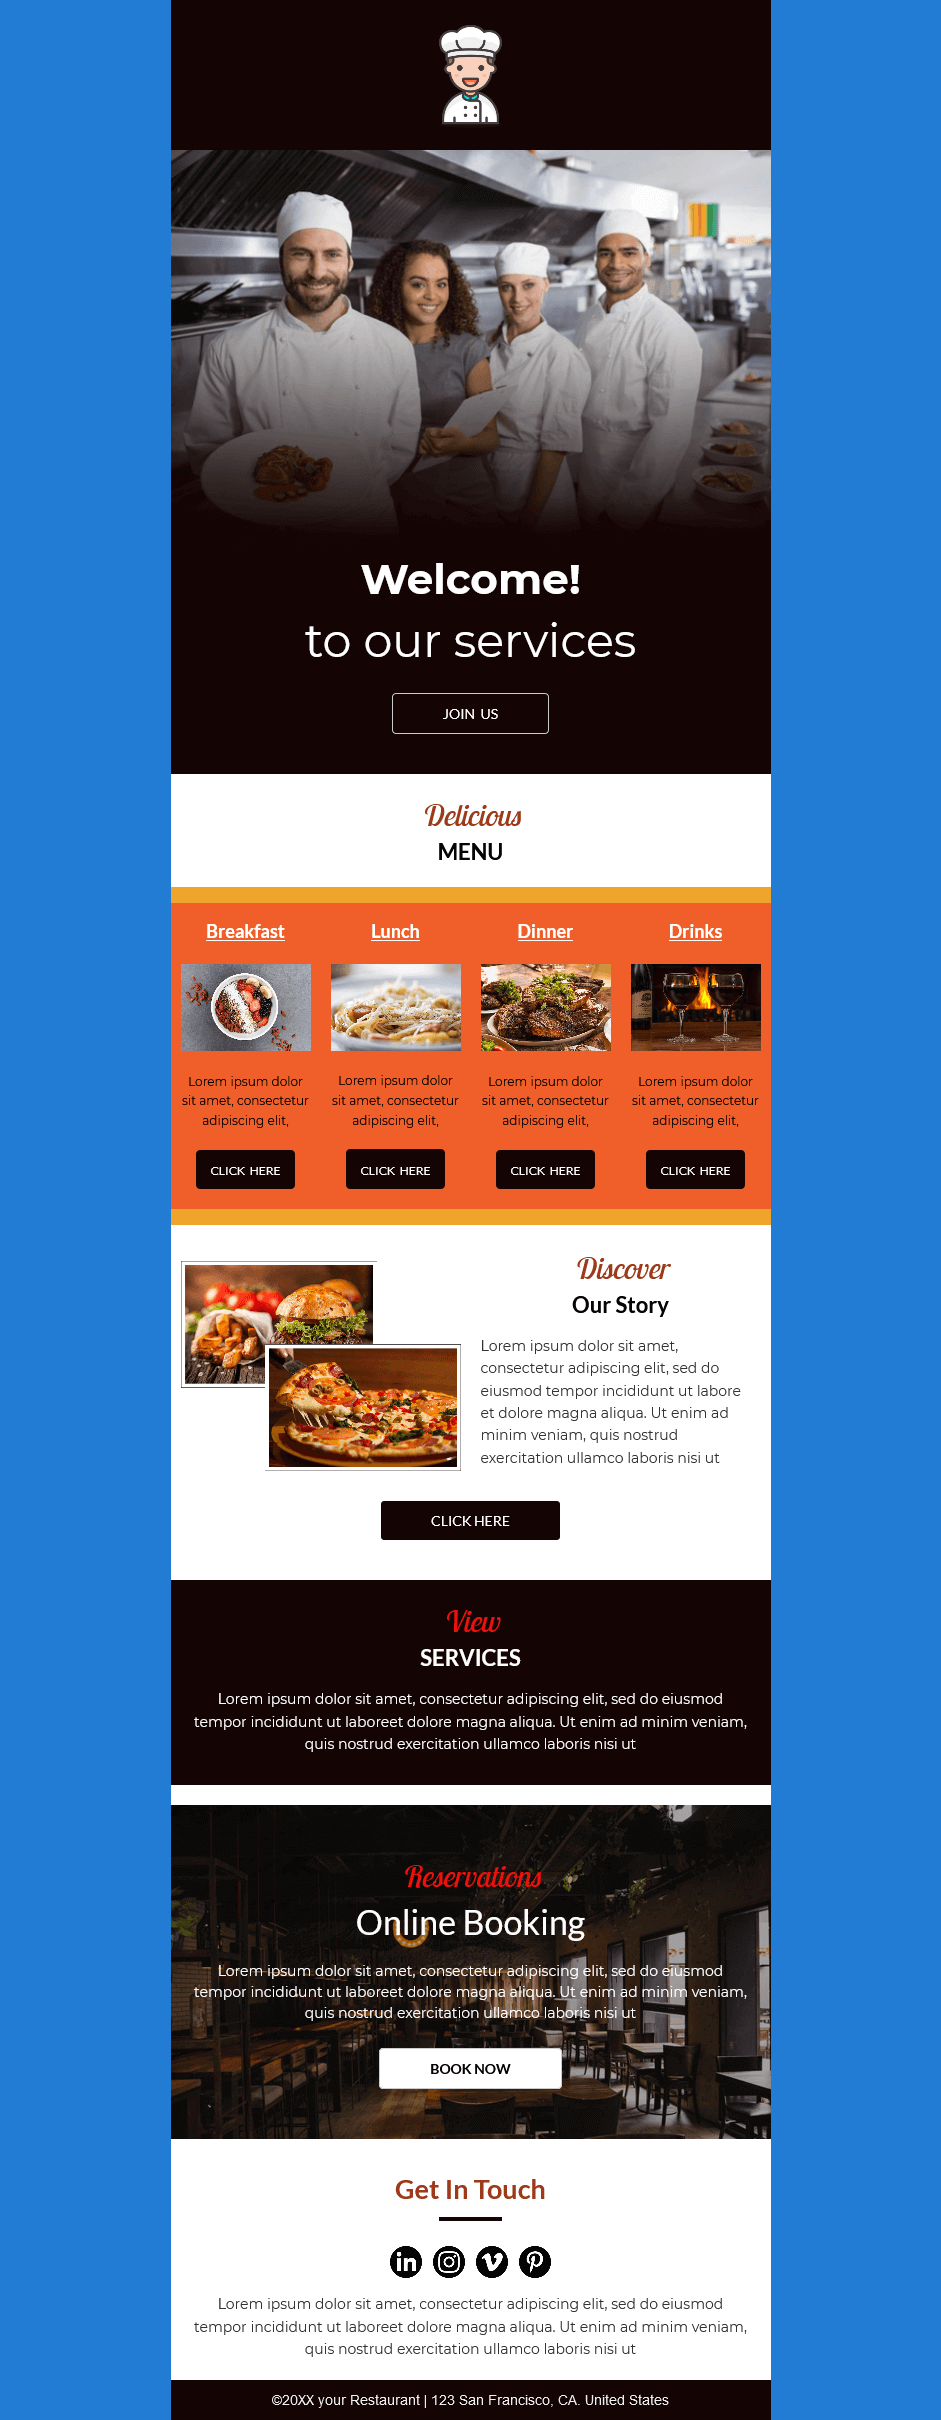 Welcome!
to our services
JOIN US
Delicious
MENU
Breakfast
Lorem ipsum dolor
sit amet, consectetur
adipiscing elit,
CLICK HERE
Lunch
Lorem ipsum dolor
sit amet, consectetur
adipiscing elit,
CLICK HERE
Dinner
Lorem ipsum dolor
sit amet, consectetur
adipiscing elit,
CLICK HERE
Drinks
Lorem ipsum dolor
sit amet, consectetur
adipiscing elit,
CLICK HERE
Discover
Our Story
Lorem ipsum dolor sit amet,
consectetur adipiscing elit, sed do
eiusmod tempor incididunt ut labore
et dolore magna aliqua. Ut enim ad
minim veniam, quis nostrud
exercitation ullamco laboris nisi ut
CLICK HERE
View
SERVICES
Lorem ipsum dolor sit amet, consectetur adipiscing elit, sed do eiusmod
tempor incididunt ut laboreet dolore magna aliqua. Ut enim ad minim veniam,
quis nostrud exercitation ullamco laboris nisi ut
Reservations
Online Booking
Lorem ipsum dolor sit amet, consectetur adipiscing elit, sed do eiusmod
tempor incididunt ut laboreet dolore magna aliqua. Ut enim ad minim veniam,
quis nostrud exercitation ullamco laboris nisi ut
BOOK NOW
Get In Touch
Lorem ipsum dolor sit amet, consectetur adipiscing elit, sed do eiusmod
tempor incididunt ut laboreet dolore magna aliqua. Ut enim ad minim veniam,
quis nostrud exercitation ullamco laboris nisi ut
©20XX your Restaurant | 123 San Francisco, CA. United States